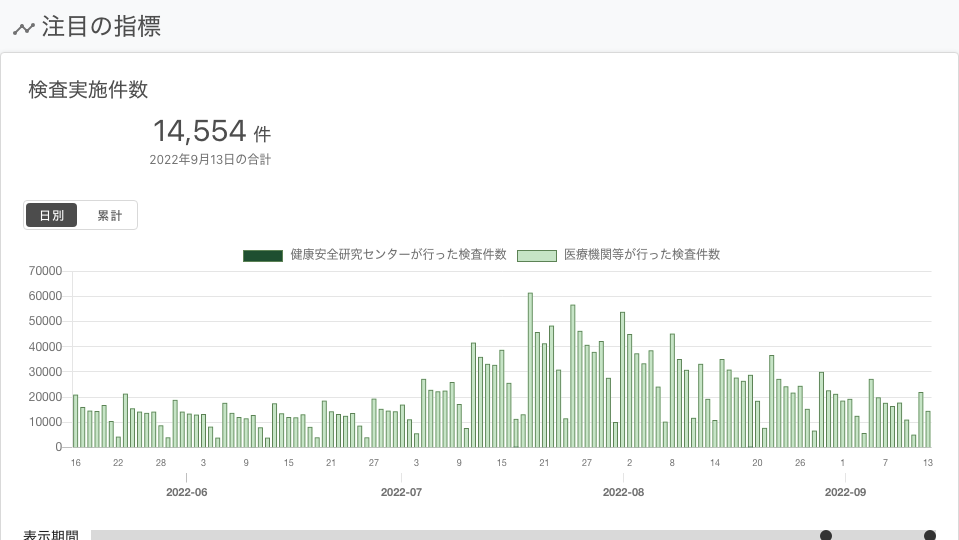 注目の指標
検査実施件数
14,554 件
2022年9月13日の合計
日別 累計
健康安全研究センターが行った検査件数 医療機関等が行った検査件数
70000
60000
50000
40000
30000
20000
10000
0
16 22 28 3 9 15 21 27 3 9 15 21 27 2 8 14 20 26 1 7 13
2022-06 2022-07 2022-08 2022-09
表示期間